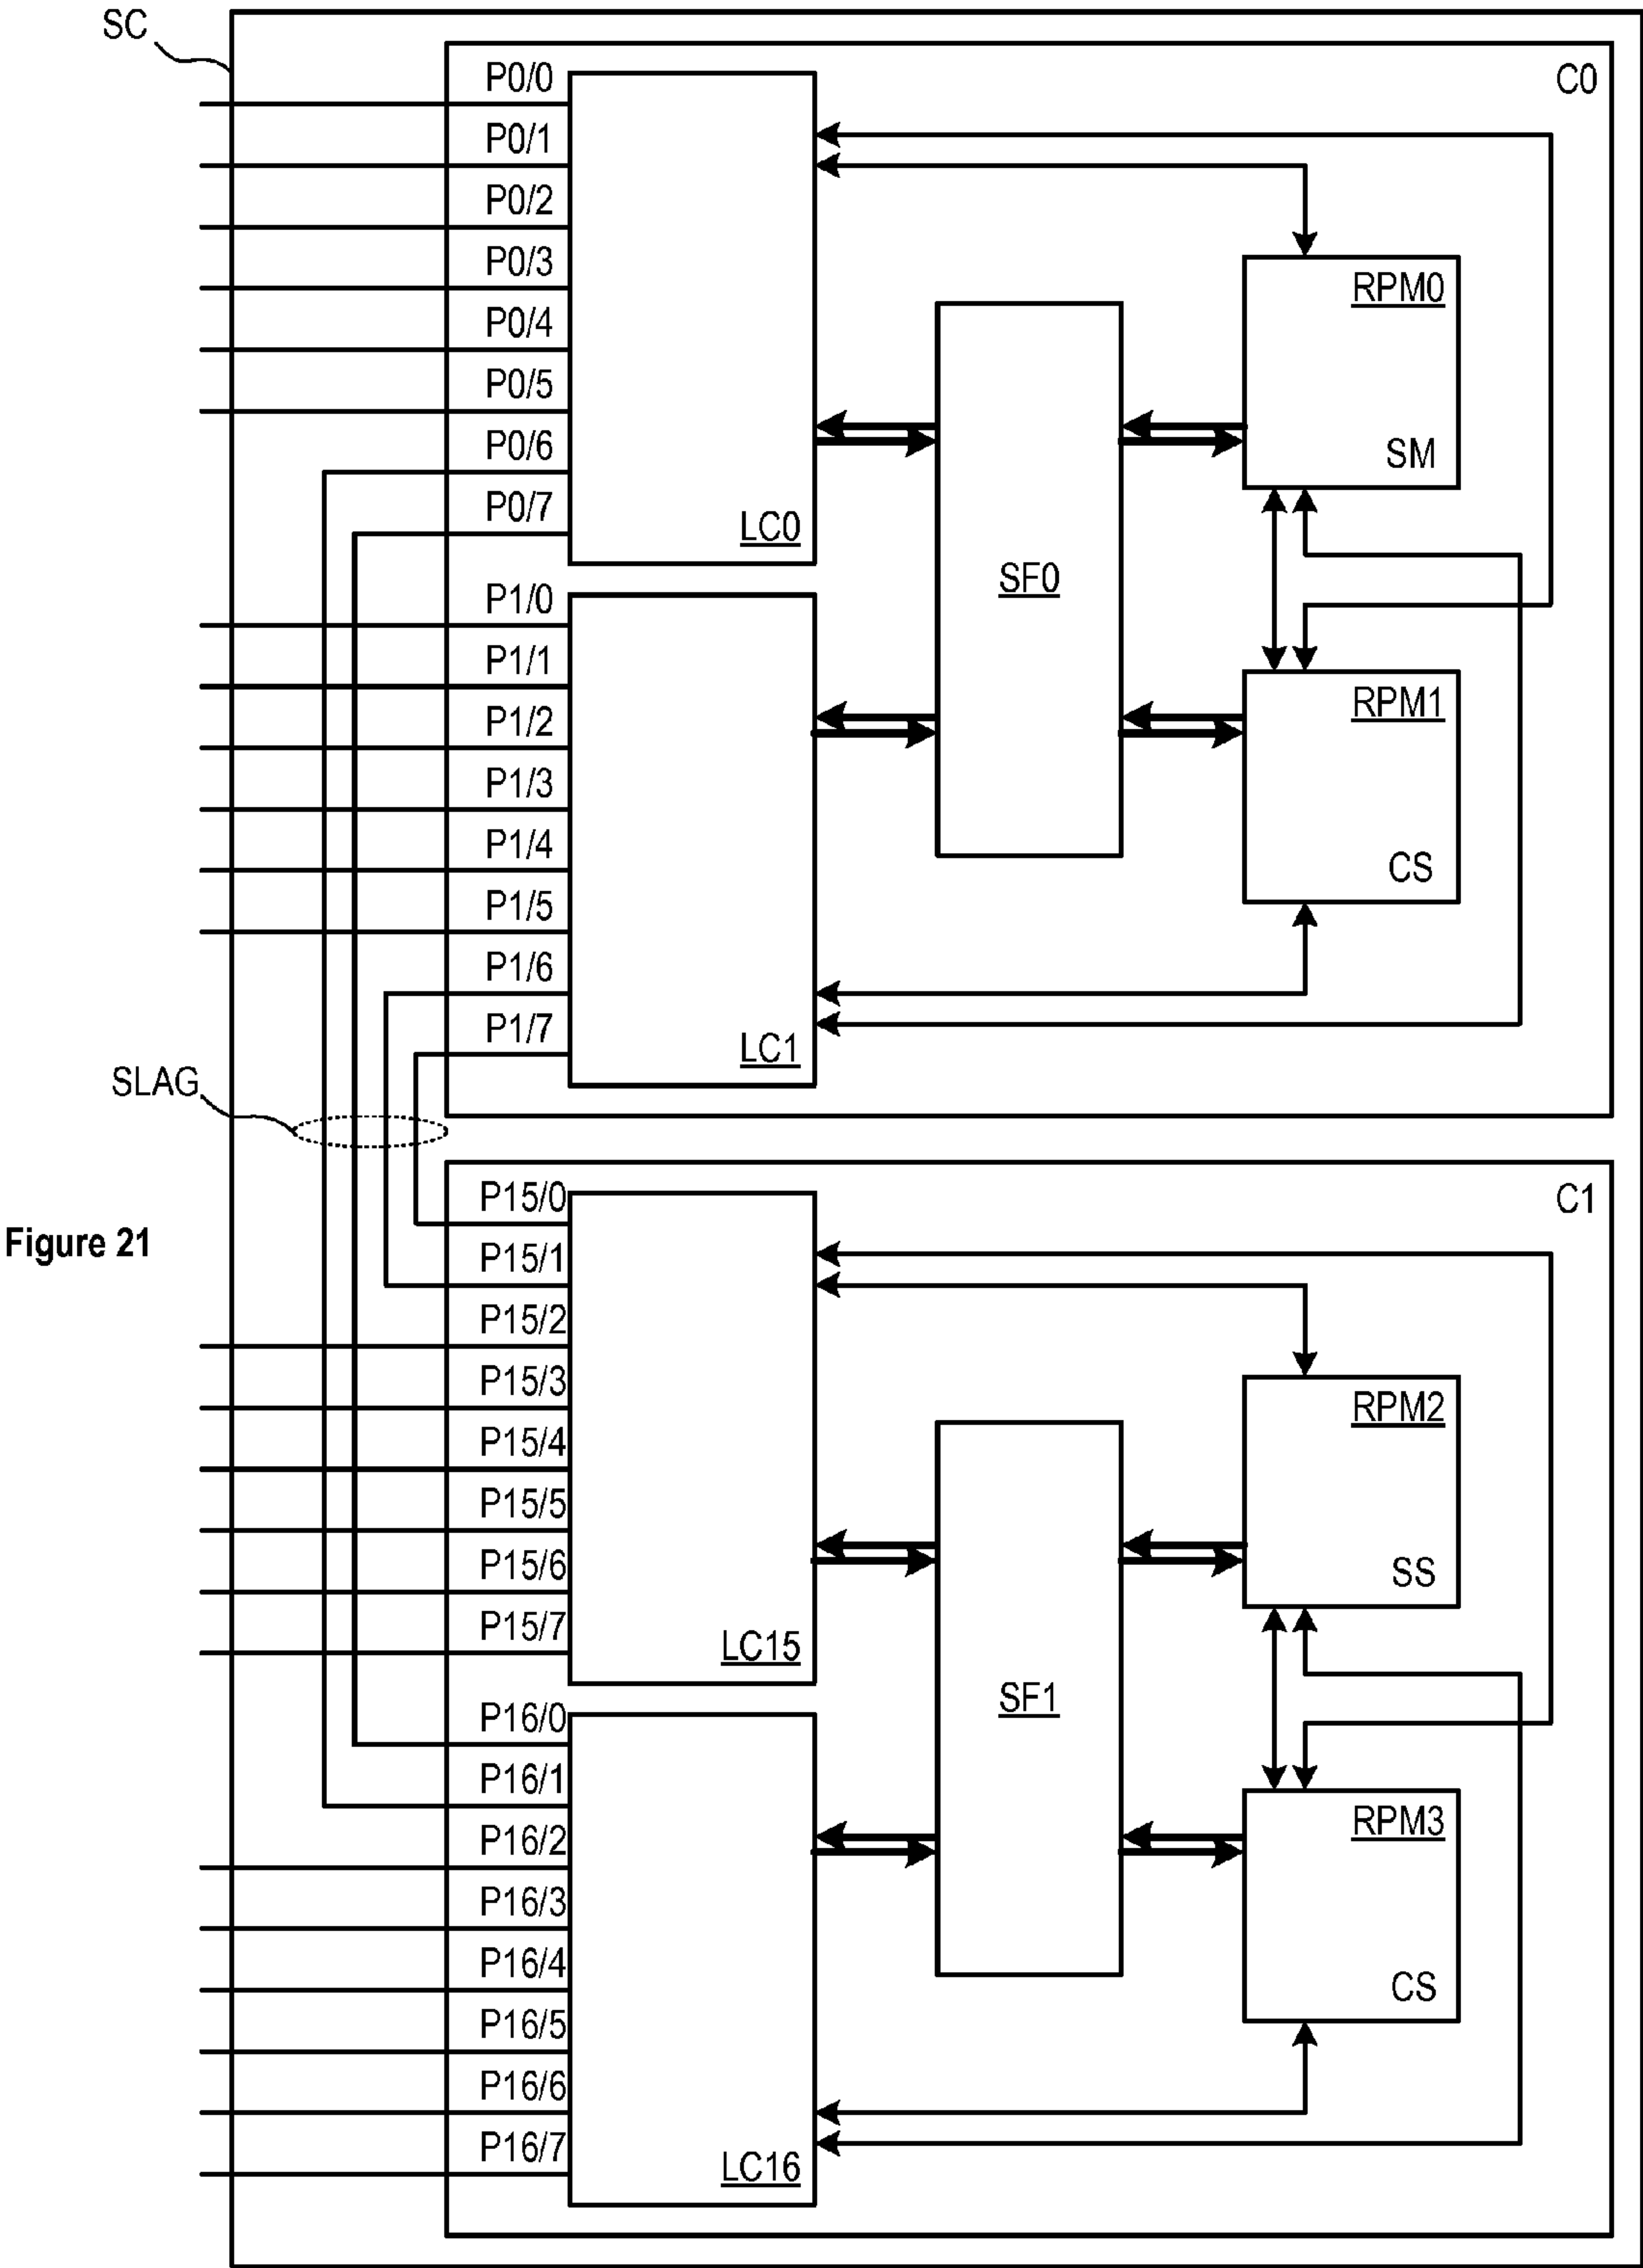 SC
C0
P0/0
P0/1
P0/2
P0/3
P0/4
P0/5
P0/6
P0/7
LC0
RPM0
SM
SF0
P1/0
P1/1
P1/2
P1/3
P1/4
P1/5
P1/6
P1/7
LC1
RPM1
CS
SLAG
Figure 21
C1
P15/0
P15/1
P15/2
P15/3
P15/4
P15/5
P15/6
P15/7
LC15
RPM2
SS
SF1
P16/0
P16/1
P16/2
P16/3
P16/4
P16/5
P16/6
P16/7
LC16
RPM3
CS